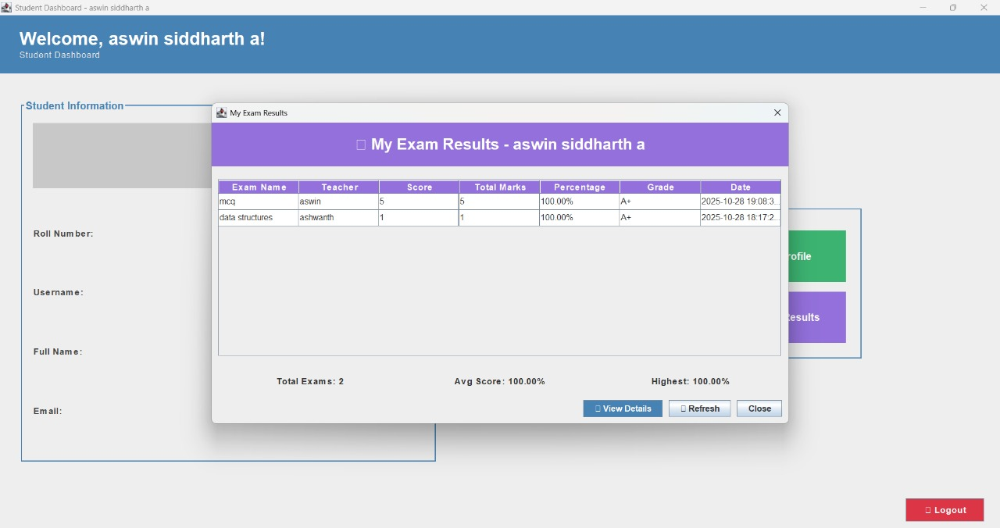 Student Dashboard - aswin siddharth a
Welcome, aswin siddharth a!
Student Dashboard
Student Information
My Exam Results
My Exam Results - aswin siddharth a
Exam Name Teacher Score Total Marks Percentage Grade Date
mcq aswin 5 5 100.00% A+ 2025-10-28 19:08:3...
data structures ashwanth 1 1 100.00% A+ 2025-10-28 18:17:2...
Roll Number:
rofile
Username:
Results
Full Name:
Total Exams: 2 Avg Score: 100.00% Highest: 100.00%
Email:
View Details Refresh Close
Logout